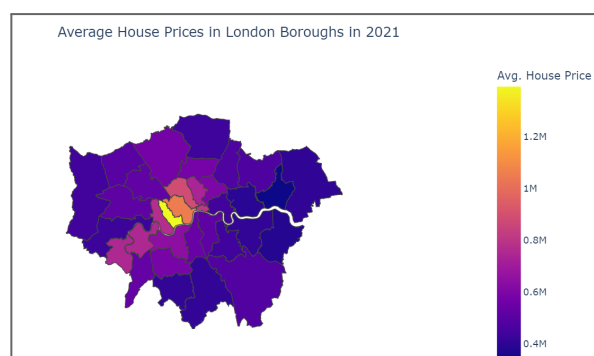 Average House Prices in London Boroughs in 2021
Avg. House Price
1.2M
1M
0.8M
0.6M
0.4M